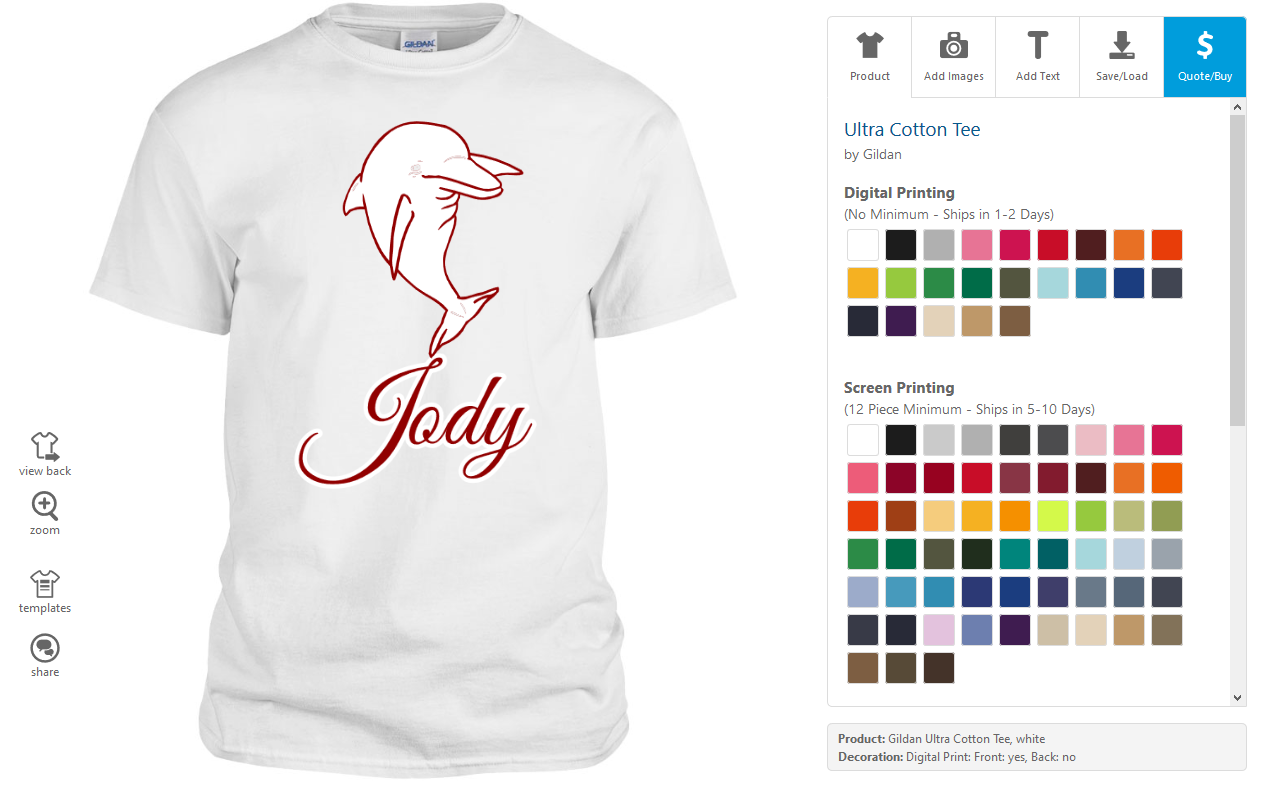 GILDAN
Jody
view back
zoom
templates
share
Product
Add Images
Add Text
Save/Load
Quote/Buy
Ultra Cotton Tee
by Gildan
Digital Printing
(No Minimum - Ships in 1-2 Days)
Screen Printing
(12 Piece Minimum - Ships in 5-10 Days)
Product: Gildan Ultra Cotton Tee, white
Decoration: Digital Print: Front: yes, Back: no